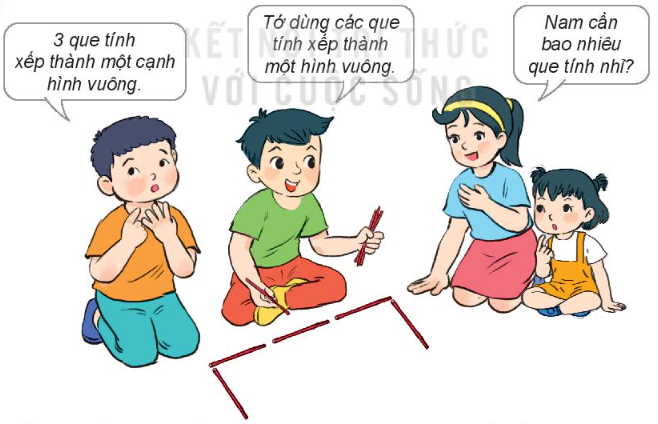 3 que tính
xếp thành một cạnh
hình vuông.
Tớ dùng các que
tính xếp thành
một hình vuông.
Nam cần
bao nhiêu
que tính nhỉ?
KẾT NỐI TRI THỨC
VỚI CUỘC SỐNG